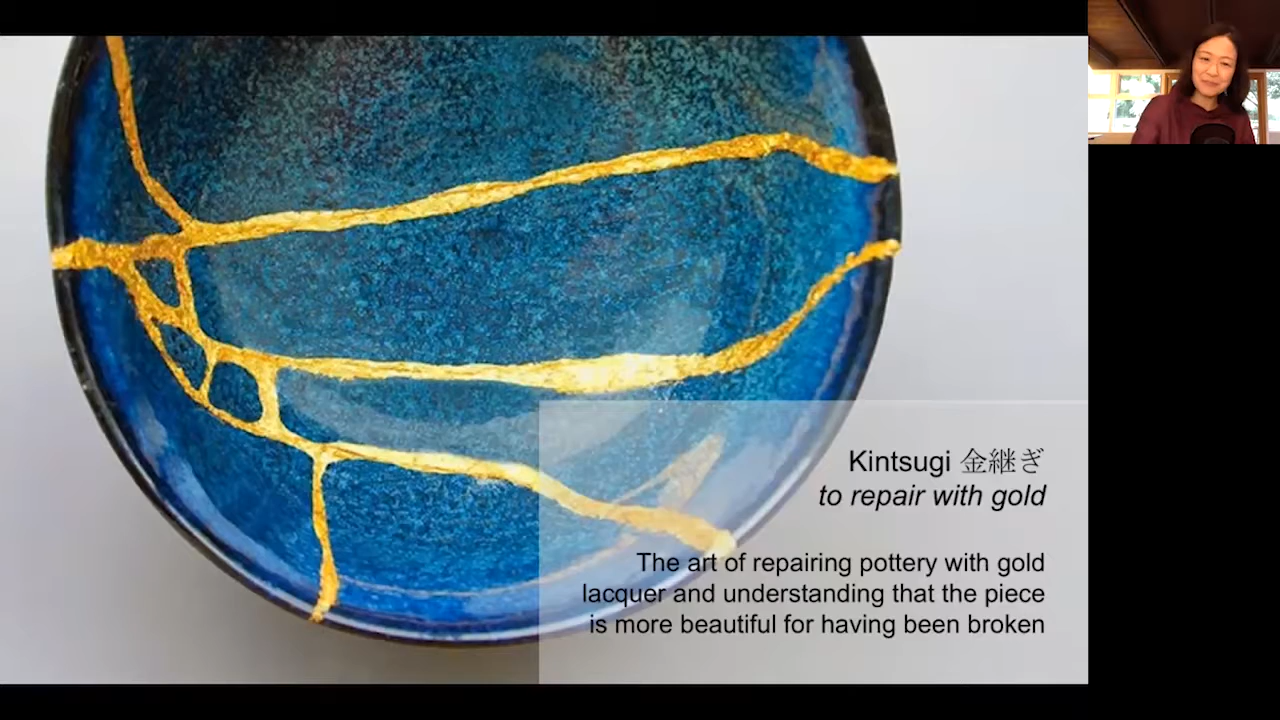 Kintsugi 金継ぎ
to repair with gold
The art of repairing pottery with gold
lacquer and understanding that the piece
is more beautiful for having been broken